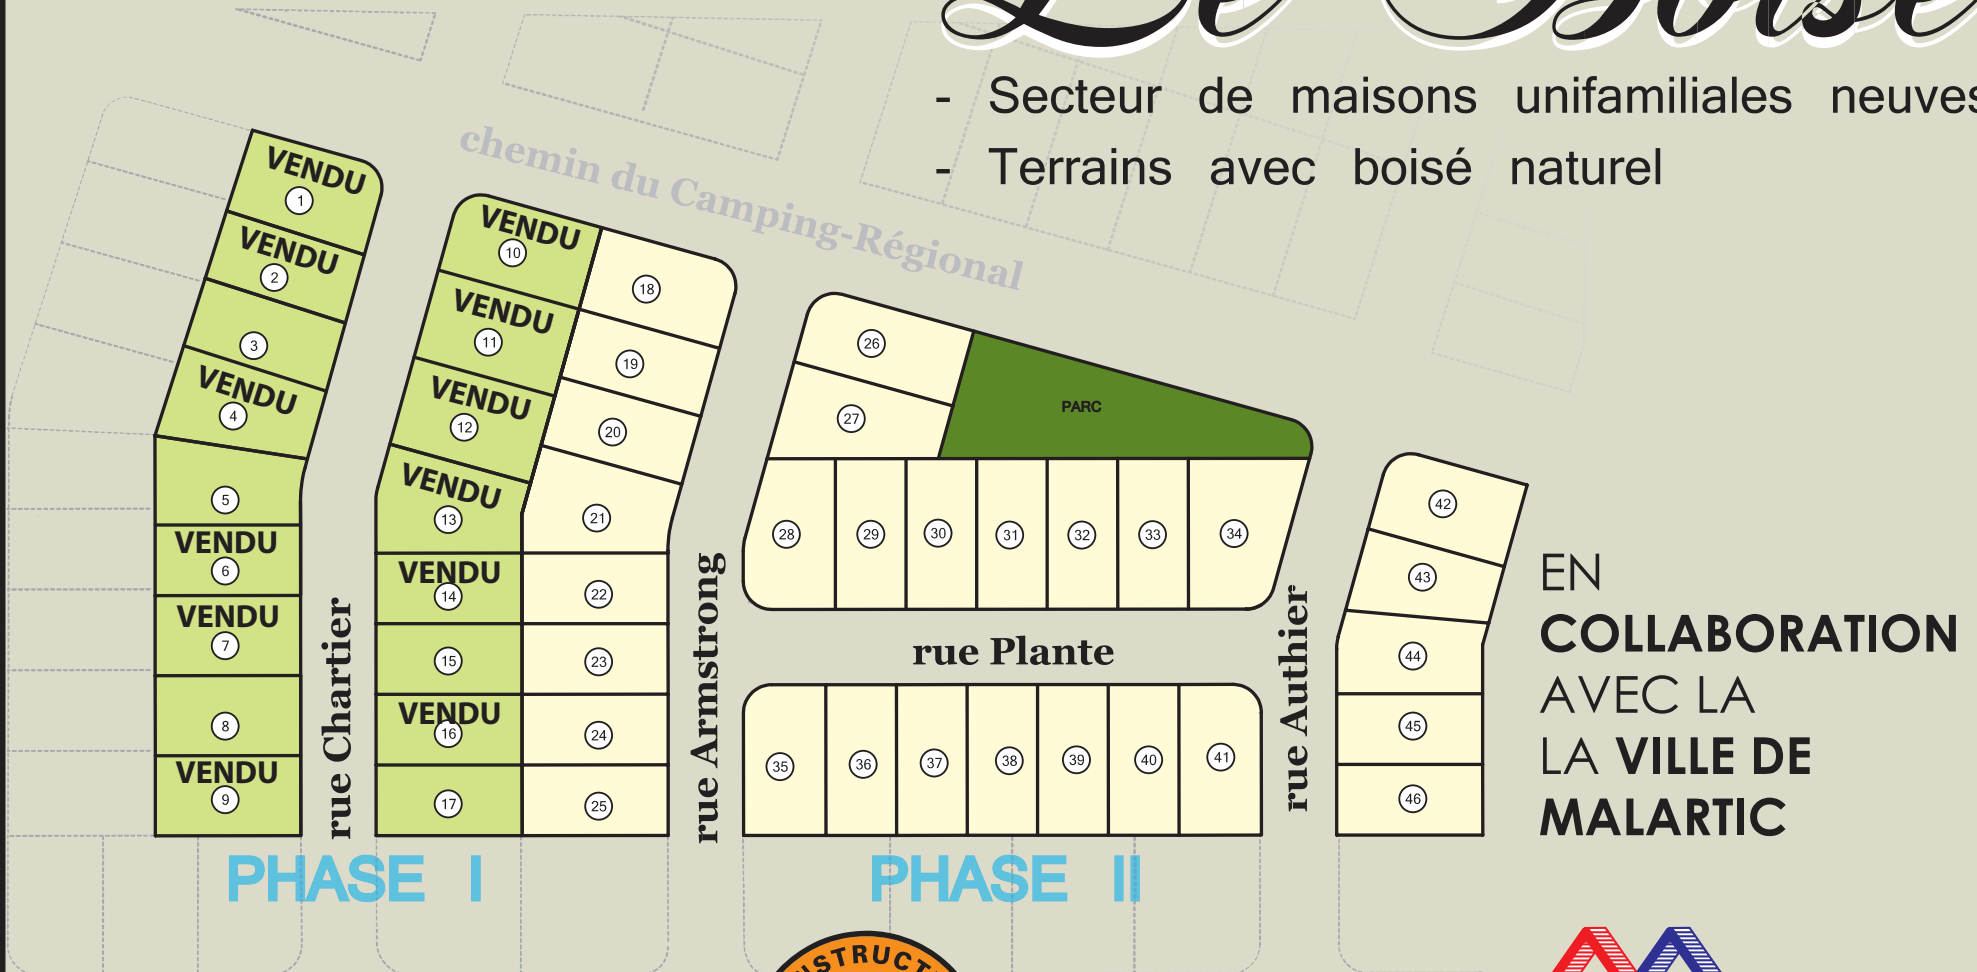 Le Boisé
- Secteur de maisons unifamiliales neuves
- Terrains avec boisé naturel
chemin du Camping-Régional
VENDU
1
VENDU
2
3
VENDU
4
5
VENDU
6
VENDU
7
8
VENDU
9
rue Chartier
VENDU
10
VENDU
11
VENDU
12
VENDU
13
VENDU
14
15
VENDU
16
17
18
19
20
21
22
23
24
25
rue Armstrong
26
27
PARC
28 29 30 31 32 33 34
rue Plante
35 36 37 38 39 40 41
rue Authier
42
43
44
45
46
EN
COLLABORATION
AVEC LA
LA VILLE DE
MALARTIC
PHASE I
PHASE II